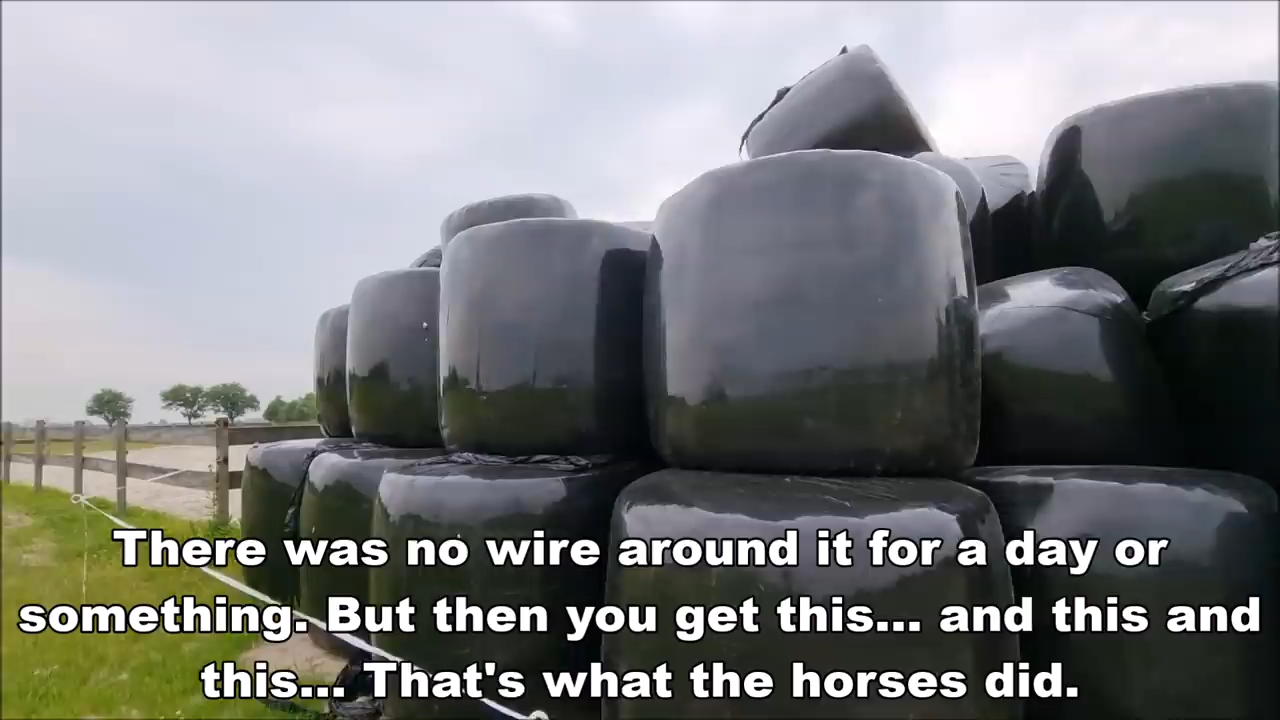 There was no wire around it for a day or
something. But then you get this... and this and
this... That's what the horses did.